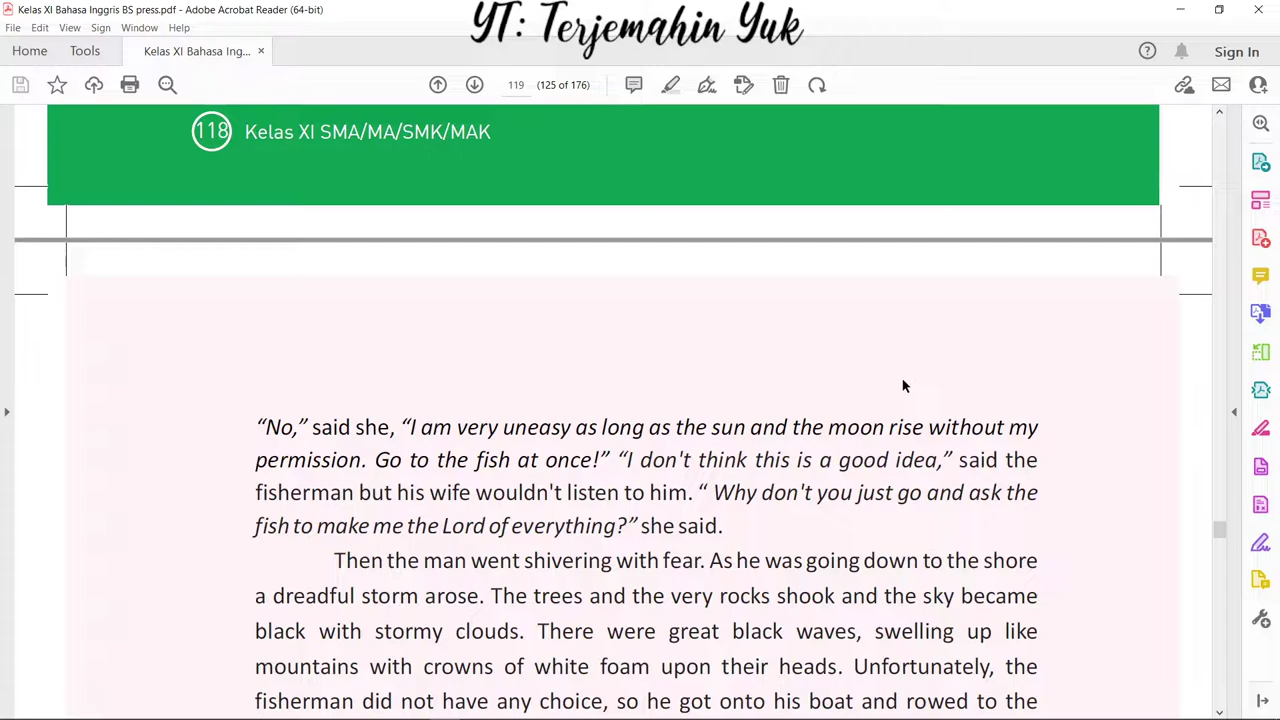 Kelas XI Bahasa Inggris BS press.pdf - Adobe Acrobat Reader (64-bit)
YT: Terjemahin Yuk
File Edit View Sign Window Help
Home Tools Kelas XI Bahasa Ing... × Sign In
119 (125 of 176)
118 Kelas XI SMA/MA/SMK/MAK
“No,” said she, “I am very uneasy as long as the sun and the moon rise without my
permission. Go to the fish at once!” “I don't think this is a good idea,” said the
fisherman but his wife wouldn't listen to him. “ Why don't you just go and ask the
fish to make me the Lord of everything?” she said.
Then the man went shivering with fear. As he was going down to the shore
a dreadful storm arose. The trees and the very rocks shook and the sky became
black with stormy clouds. There were great black waves, swelling up like
mountains with crowns of white foam upon their heads. Unfortunately, the
fisherman did not have any choice, so he got onto his boat and rowed to the